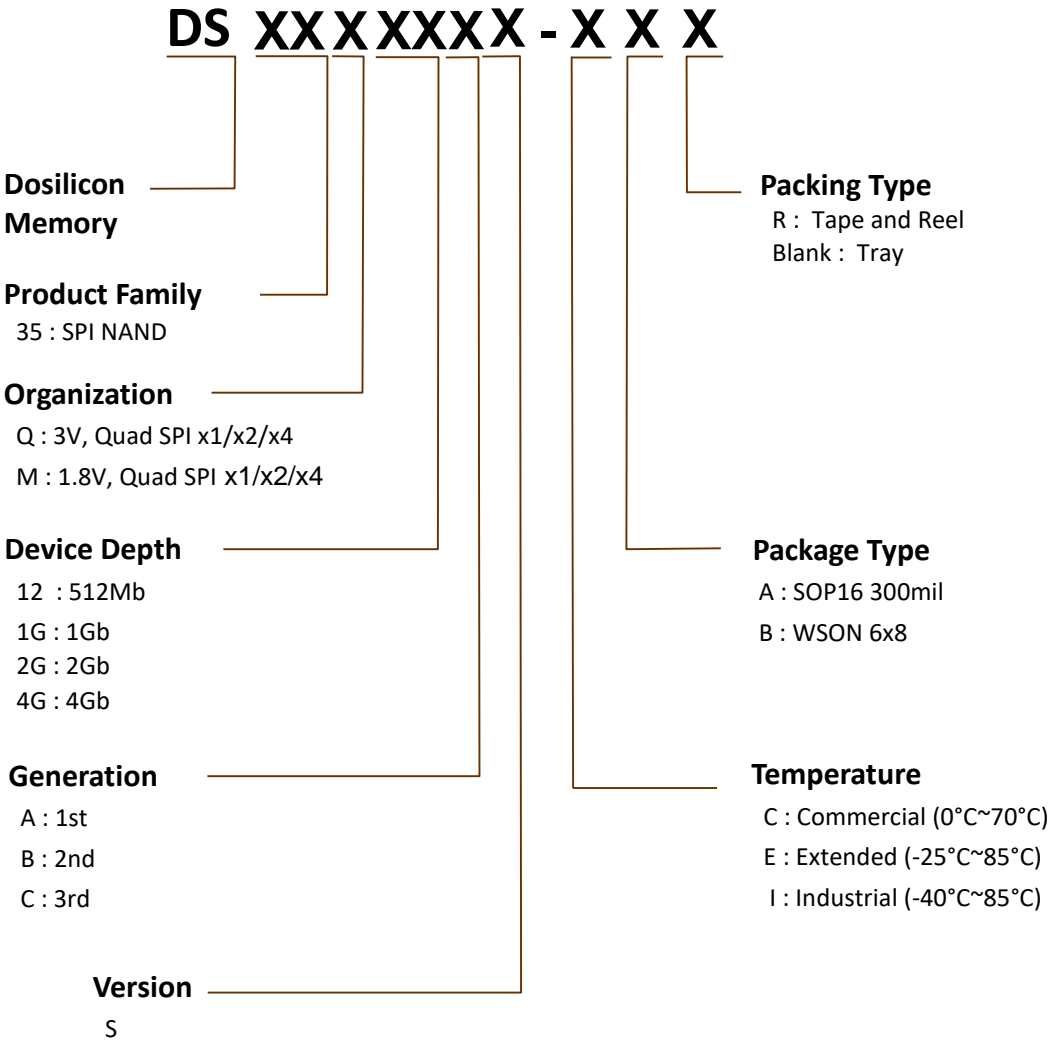 DS XX X XX X X - X X X
Dosilicon
Memory
Product Family
35 : SPI NAND
Organization
Q : 3V, Quad SPI x1/x2/x4
M : 1.8V, Quad SPI x1/x2/x4
Device Depth
12 : 512Mb
1G : 1Gb
2G : 2Gb
4G : 4Gb
Generation
A : 1st
B : 2nd
C : 3rd
Version
S
Packing Type
R : Tape and Reel
Blank : Tray
Package Type
A : SOP16 300mil
B : WSON 6x8
Temperature
C : Commercial (0°C~70°C)
E : Extended (-25°C~85°C)
I : Industrial (-40°C~85°C)